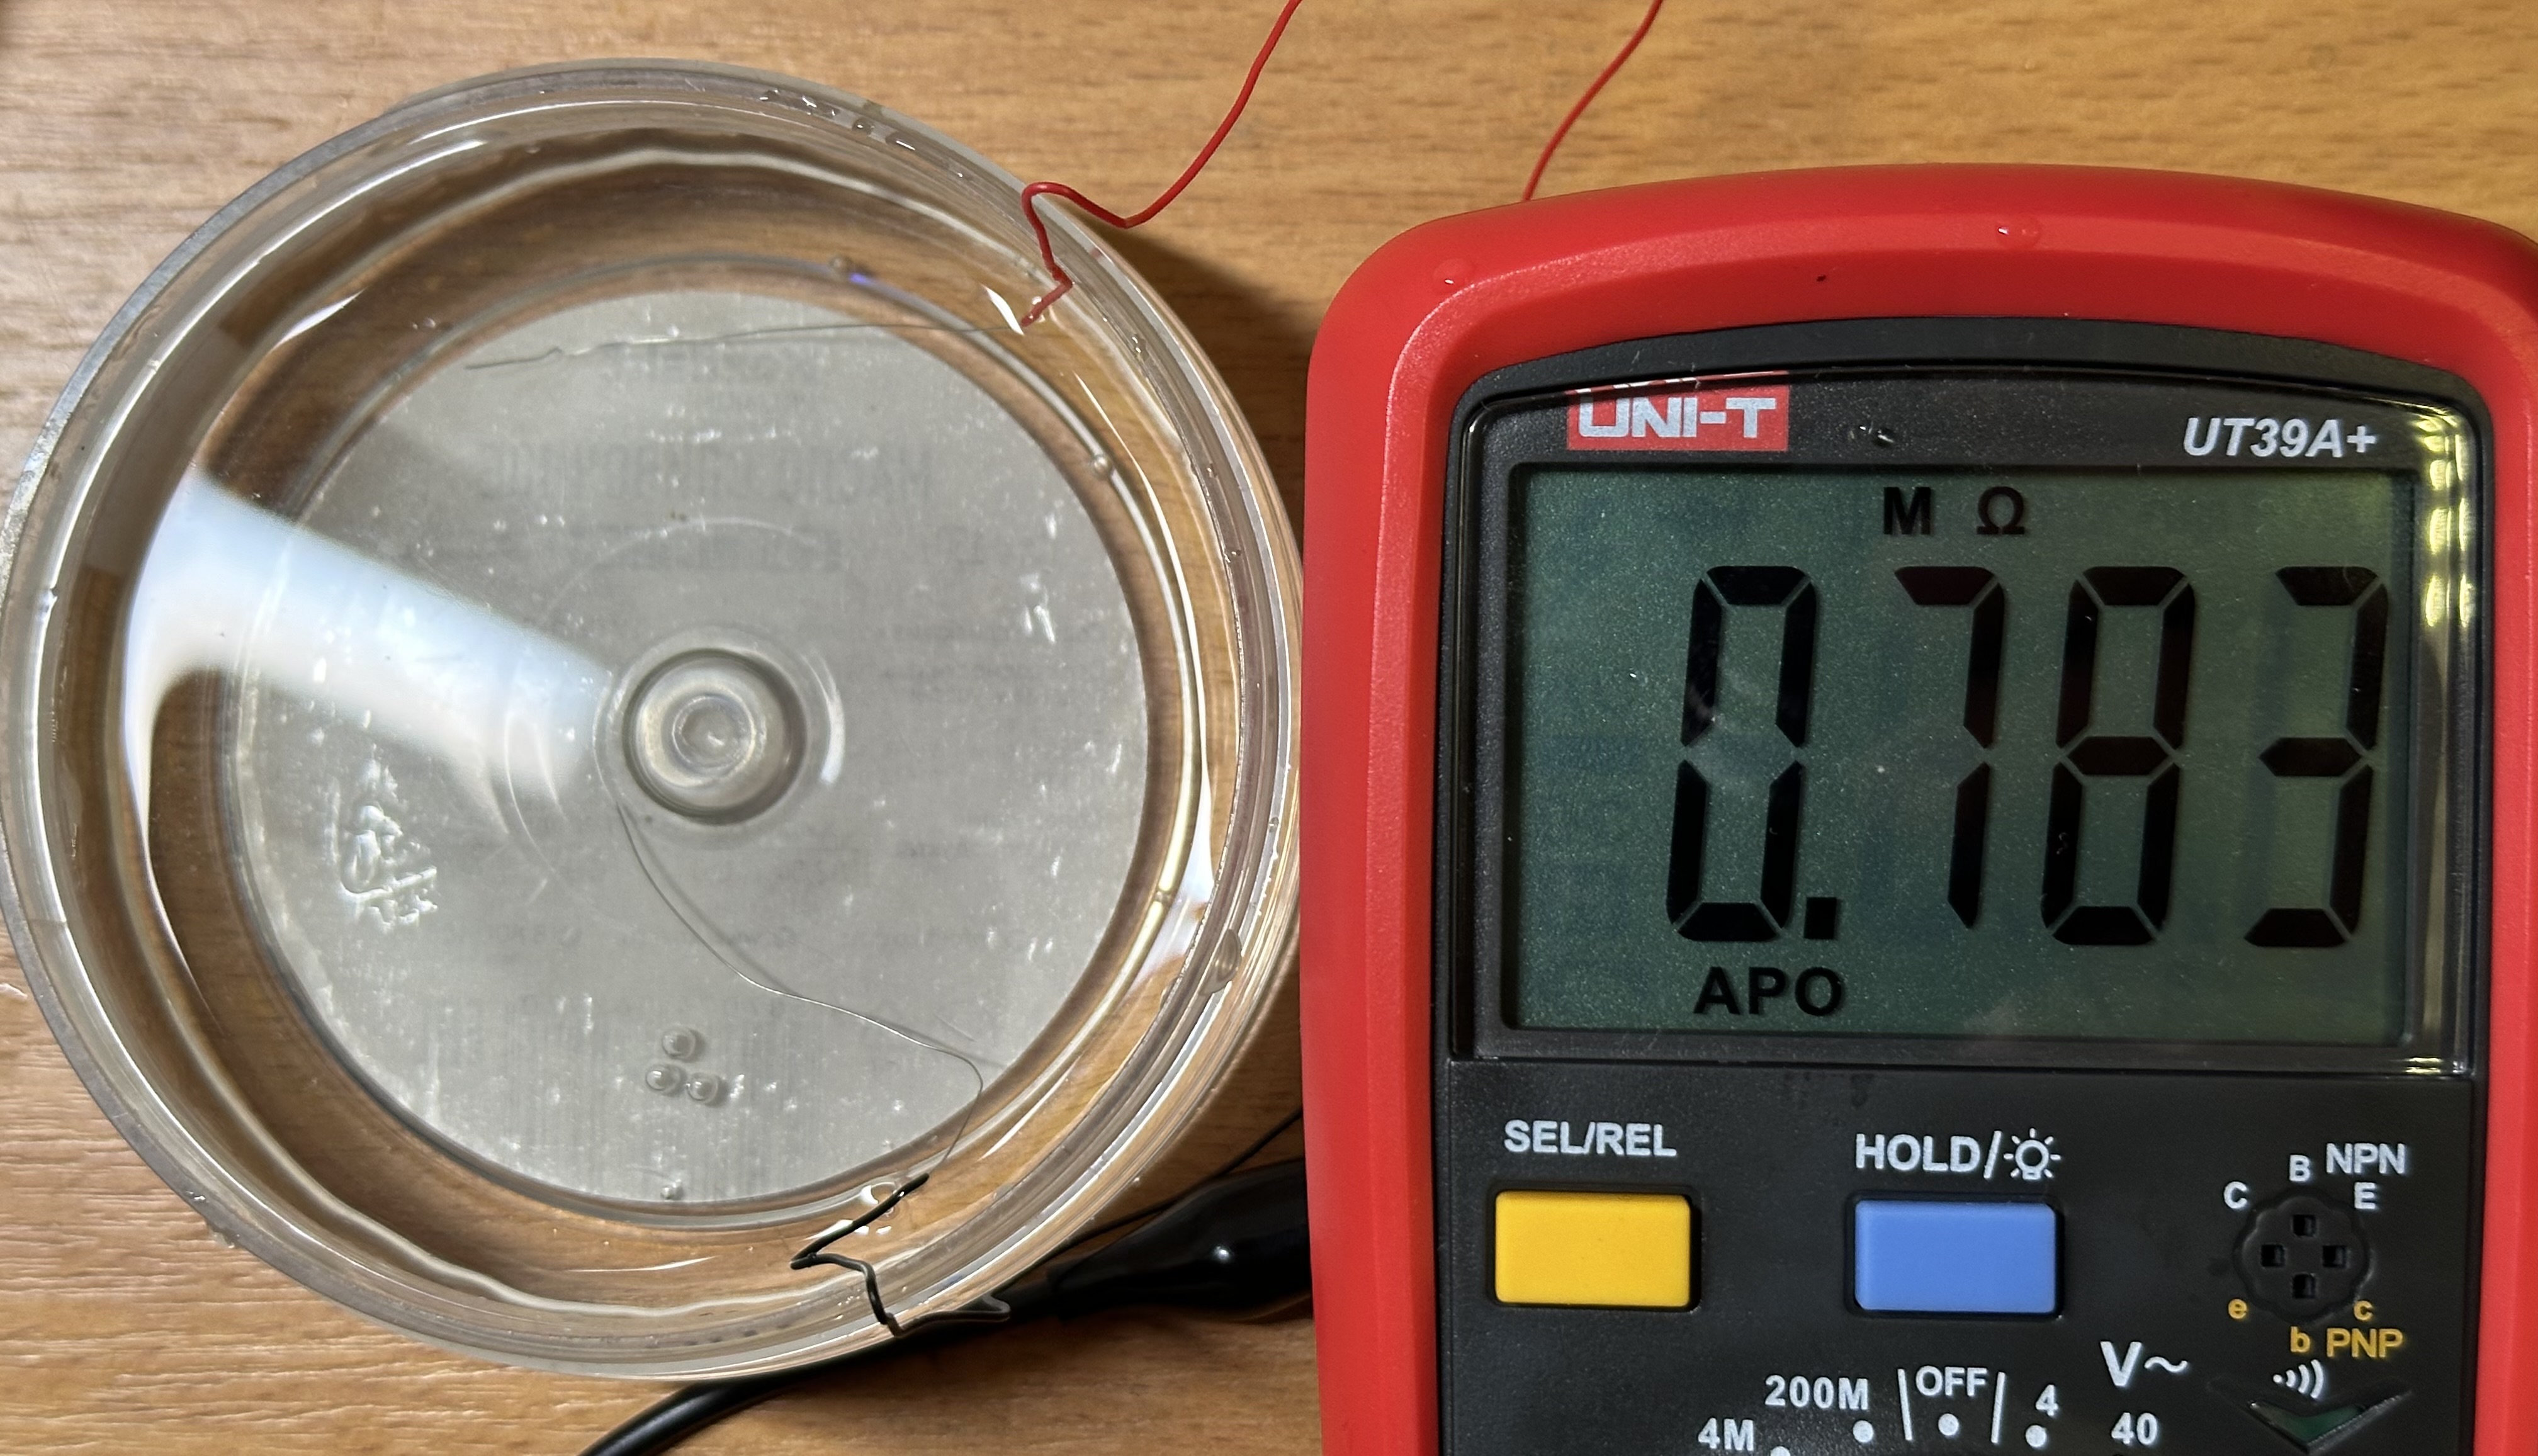 UNI-T
UT39A+
M Ω
0.783
APO
SEL/REL
HOLD/
B NPN
C E
e c
b PNP
V~
200M OFF 4
4M 40